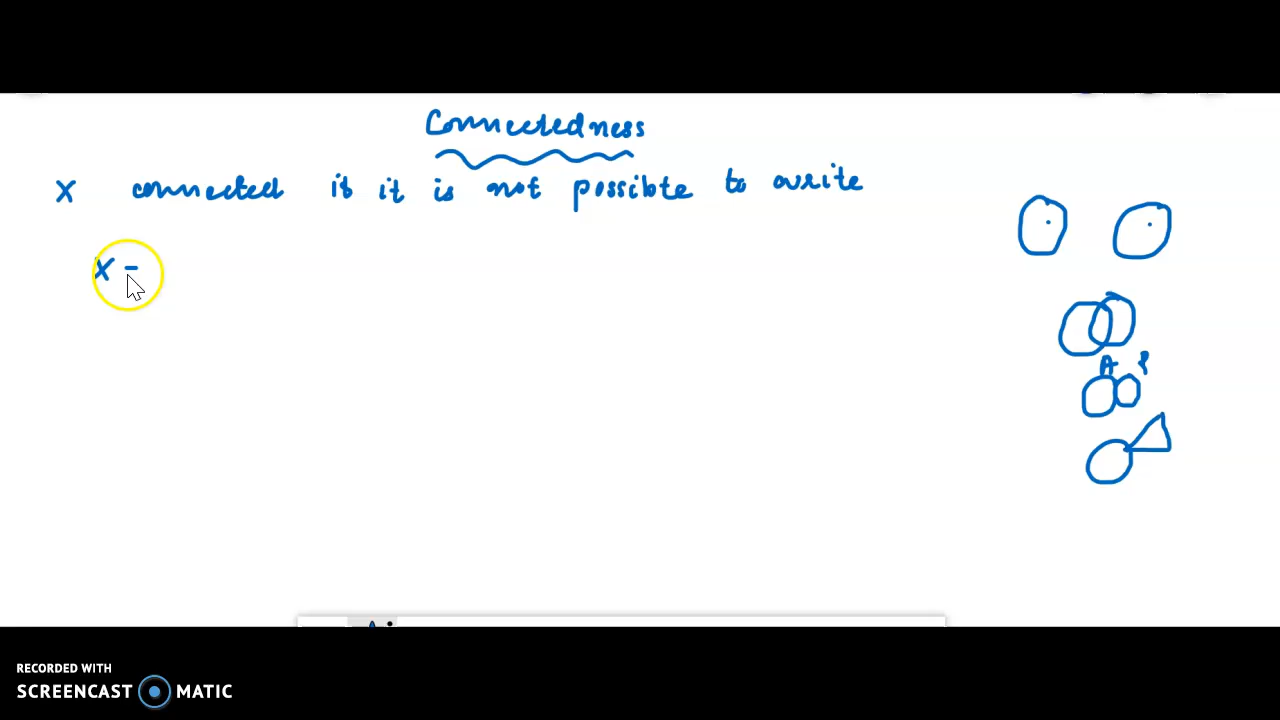 Connectedness
X connected if it is not possible to write
X =
A
RECORDED WITH
SCREENCAST MATIC